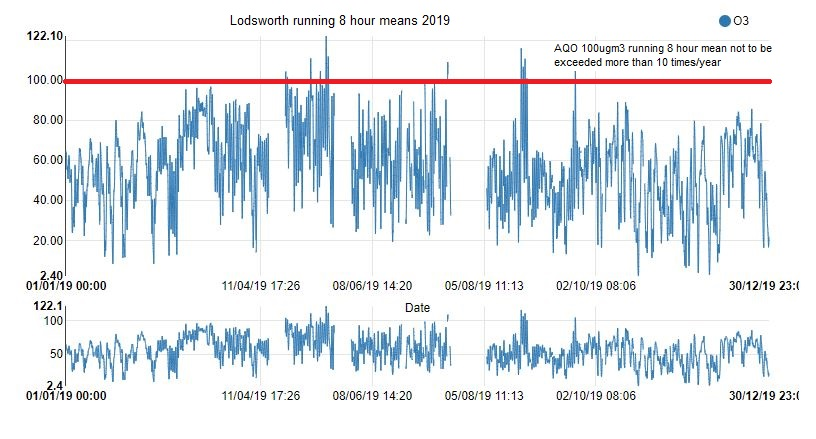 Lodsworth running 8 hour means 2019
O3
122.10
AQO 100ugm3 running 8 hour mean not to be
exceeded more than 10 times/year
100.00
80.00
60.00
40.00
20.00
2.40
01/01/19 00:00 11/04/19 17:26 08/06/19 14:20 05/08/19 11:13 02/10/19 08:06 30/12/19 23:0
Date
122.1
100
50
2.4
01/01/19 00:00 11/04/19 17:26 08/06/19 14:20 05/08/19 11:13 02/10/19 08:06 30/12/19 23:0